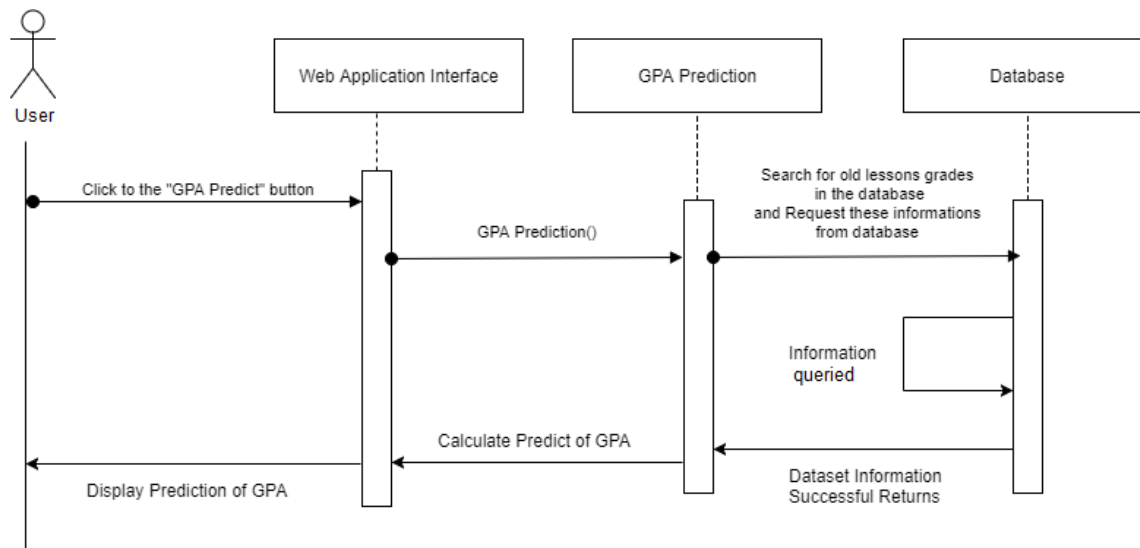 User
Web Application Interface
GPA Prediction
Database
Click to the "GPA Predict" button
GPA Prediction()
Search for old lessons grades
in the database
and Request these informations
from database
Information
queried
Dataset Information
Successful Returns
Calculate Predict of GPA
Display Prediction of GPA